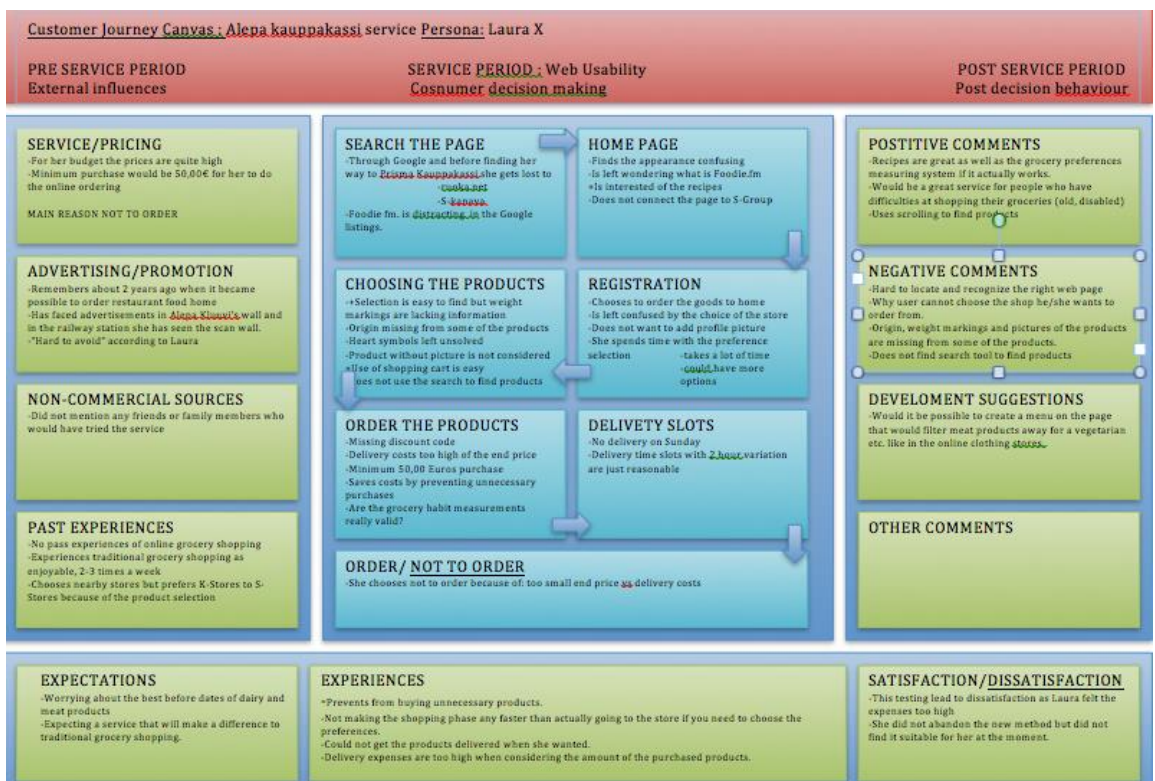 Customer Journey Canvas : Alepa kauppakassi service Persona: Laura X
PRE SERVICE PERIOD
External influences
SERVICE PERIOD : Web Usability
Cosnumer decision making
POST SERVICE PERIOD
Post decision behaviour
SERVICE/PRICING
-For her budget the prices are quite high
-Minimum purchase would be 50,00€ for her to do
the online ordering
MAIN REASON NOT TO ORDER
ADVERTISING/PROMOTION
-Remembers about 2 years ago when it became
possible to order restaurant food home
-Has faced advertisements in Alepa Kluuvi's wall and
in the railway station she has seen the scan wall.
-"Hard to avoid" according to Laura
NON-COMMERCIAL SOURCES
-Did not mention any friends or family members who
would have tried the service
PAST EXPERIENCES
-No pass experiences of online grocery shopping
-Experiences traditional grocery shopping as
enjoyable, 2-3 times a week
-Chooses nearby stores but prefers K-Stores to S-
Stores because of the product selection
SEARCH THE PAGE
-Through Google and before finding her
way to Prisma Kauppakassi she gets lost to
-ruoka.net
-S-kanava
-Foodie fm. is distracting in the Google
listings.
HOME PAGE
-Finds the appearance confusing
-Is left wondering what is Foodie.fm
+Is interested of the recipes
-Does not connect the page to S-Group
CHOOSING THE PRODUCTS
-+Selection is easy to find but weight
markings are lacking information
-Origin missing from some of the products
-Heart symbols left unsolved
-Product without picture is not considered
+Use of shopping cart is easy
does not use the search to find products
REGISTRATION
-Chooses to order the goods to home
-Is left confused by the choice of the store
-Does not want to add profile picture
-She spends time with the preference
selection -takes a lot of time
-could have more
options
ORDER THE PRODUCTS
-Missing discount code
-Delivery costs too high of the end price
-Minimum 50,00 Euros purchase
-Saves costs by preventing unnecessary
purchases
-Are the grocery habit measurements
really valid?
DELIVETY SLOTS
-No delivery on Sunday
-Delivery time slots with 2 hour variation
are just reasonable
ORDER/ NOT TO ORDER
-She chooses not to order because of: too small end price vs delivery costs
POSTITIVE COMMENTS
-Recipes are great as well as the grocery preferences
measuring system if it actually works.
-Would be a great service for people who have
difficulties at shopping their groceries (old, disabled)
-Uses scrolling to find products
NEGATIVE COMMENTS
-Hard to locate and recognize the right web page
-Why user cannot choose the shop he/she wants to
order from.
-Origin, weight markings and pictures of the products
are missing from some of the products.
-Does not find search tool to find products
DEVELOMENT SUGGESTIONS
-Would it be possible to create a menu on the page
that would filter meat products away for a vegetarian
etc. like in the online clothing stores.
OTHER COMMENTS
EXPECTATIONS
-Worrying about the best before dates of dairy and
meat products
-Expecting a service that will make a difference to
traditional grocery shopping.
EXPERIENCES
+Prevents from buying unnecessary products.
-Not making the shopping phase any faster than actually going to the store if you need to choose the
preferences.
-Could not get the products delivered when she wanted.
-Delivery expenses are too high when considering the amount of the purchased products.
SATISFACTION/DISSATISFACTION
-This testing lead to dissatisfaction as Laura felt the
expenses too high
-She did not abandon the new method but did not
find it suitable for her at the moment.